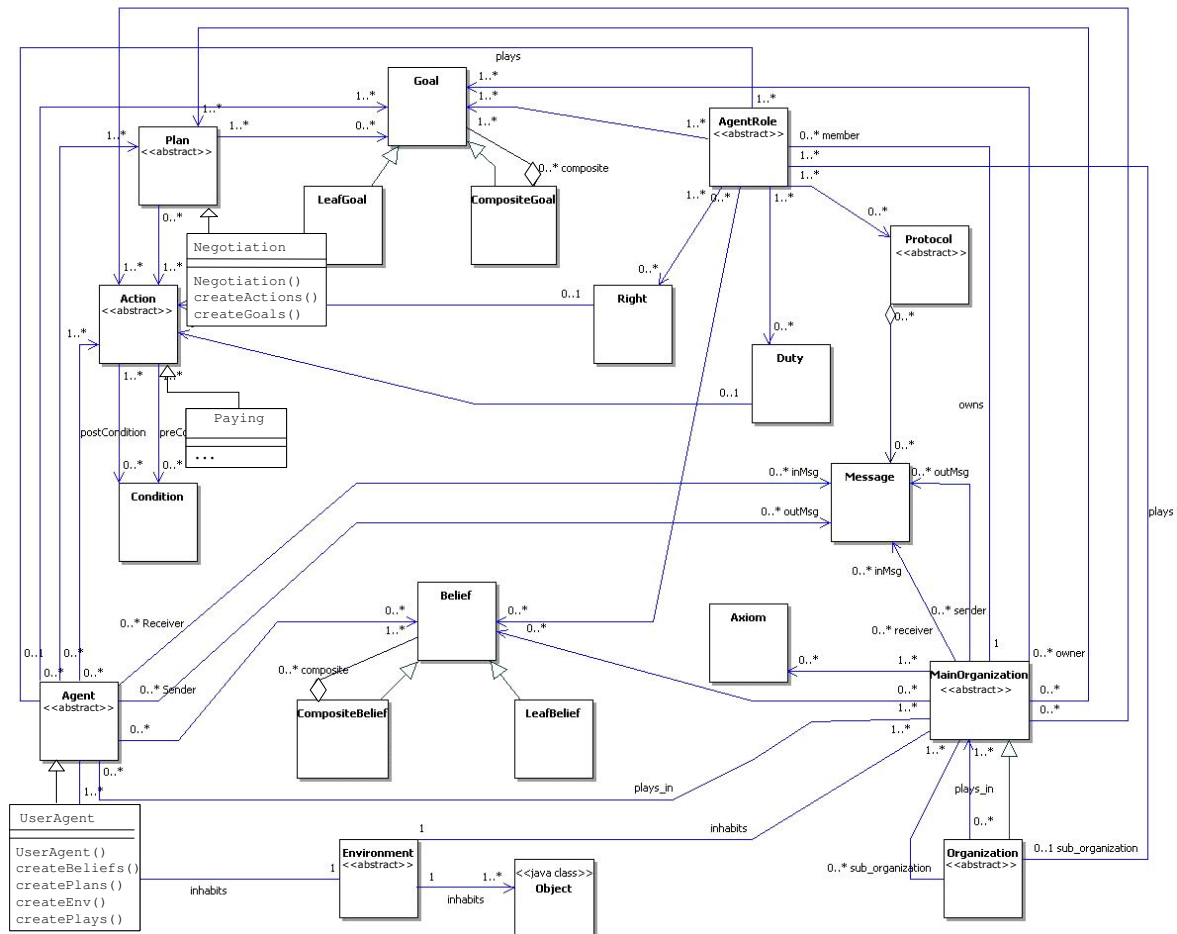 plays
Goal
1..*
1..*
1..*
1..*
1..*
AgentRole
<<abstract>>
1..*
0..* member
1..*
1..*
1..*
Plan
<<abstract>>
1..*
1..*
0..*
1..*
0..* composite
LeafGoal
CompositeGoal
1..*
0..*
1..*
0..*
Protocol
<<abstract>>
0..*
Negotiation
Negotiation()
createActions()
createGoals()
1..*
1..*
Action
<<abstract>>
0..1
0..*
Right
0..*
1..*
0..*
Duty
0..1
1..*
Paying
...
postCondition
owns
0..*
0..*
Condition
0..*
0..* inMsg
Message
0..* outMsg
0..* outMsg
plays
0..* inMsg
Belief
0..*
1..*
0..*
0..*
Axiom
0..* sender
0..* receiver
0..* Receiver
0..1
0..*
0..*
0..* composite
0..*
1..*
1
0..* owner
Agent
<<abstract>>
0..* Sender
CompositeBelief
LeafBelief
MainOrganization
<<abstract>>
0..*
0..*
1..*
0..*
0..*
1..*
0..*
1..*
plays_in
1..*
1..*
plays_in
UserAgent
UserAgent()
createBeliefs()
createPlans()
createEnv()
createPlays()
1
inhabits
0..*
Environment
<<abstract>>
1
inhabits
1
1..*
inhabits
<<java class>>
Object
0..* sub_organization
Organization
<<abstract>>
0..1 sub_organization